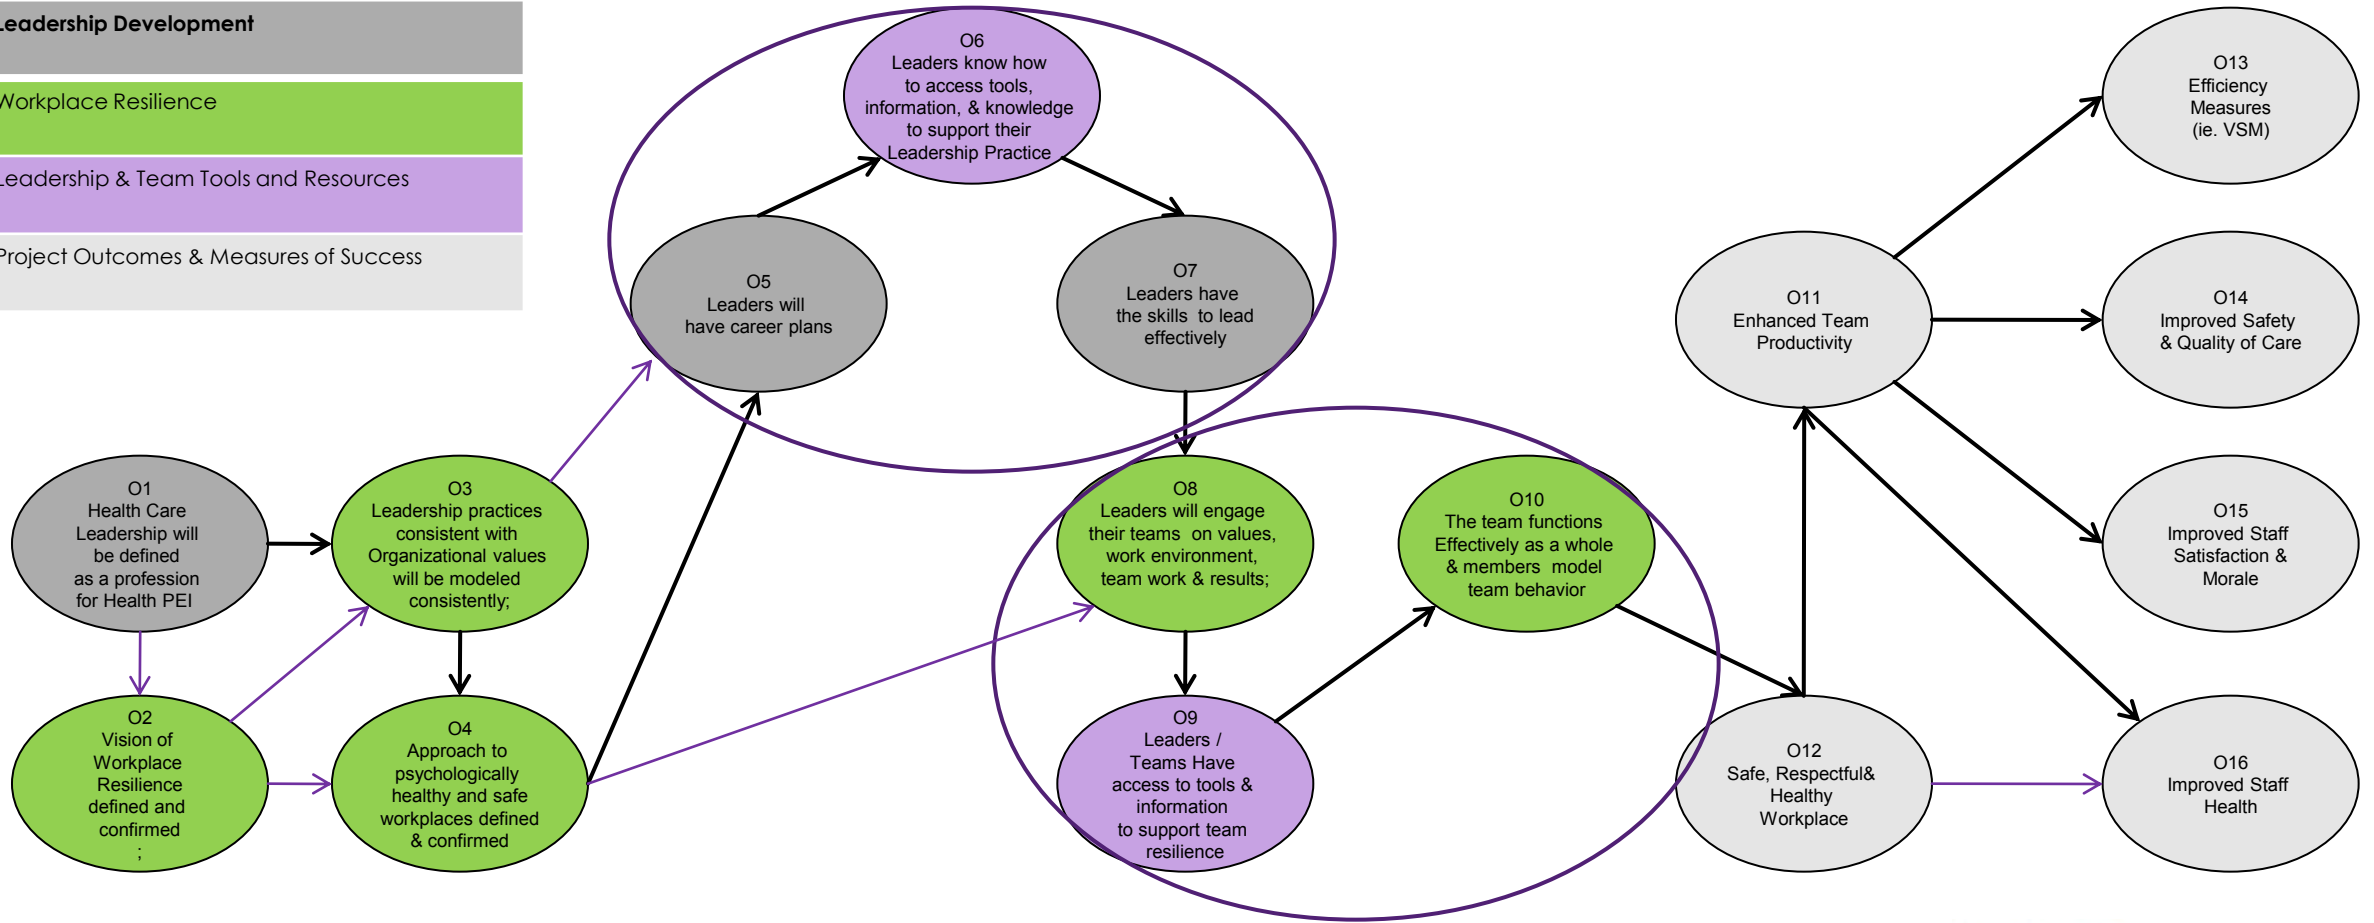 Leadership Development
Workplace Resilience
Leadership & Team Tools and Resources
Project Outcomes & Measures of Success
O1
Health Care
Leadership will
be defined
as a profession
for Health PEI
O2
Vision of
Workplace
Resilience
defined and
confirmed
;
O3
Leadership practices
consistent with
Organizational values
will be modeled
consistently;
O4
Approach to
psychologically
healthy and safe
workplaces defined
& confirmed
O5
Leaders will
have career plans
O6
Leaders know how
to access tools,
information, & knowledge
to support their
Leadership Practice
O7
Leaders have
the skills to lead
effectively
O8
Leaders will engage
their teams on values,
work environment,
team work & results;
O9
Leaders /
Teams Have
access to tools &
information
to support team
resilience
O10
The team functions
Effectively as a whole
& members model
team behavior
O11
Enhanced Team
Productivity
O12
Safe, Respectful&
Healthy
Workplace
O13
Efficiency
Measures
(ie. VSM)
O14
Improved Safety
& Quality of Care
O15
Improved Staff
Satisfaction &
Morale
O16
Improved Staff
Health